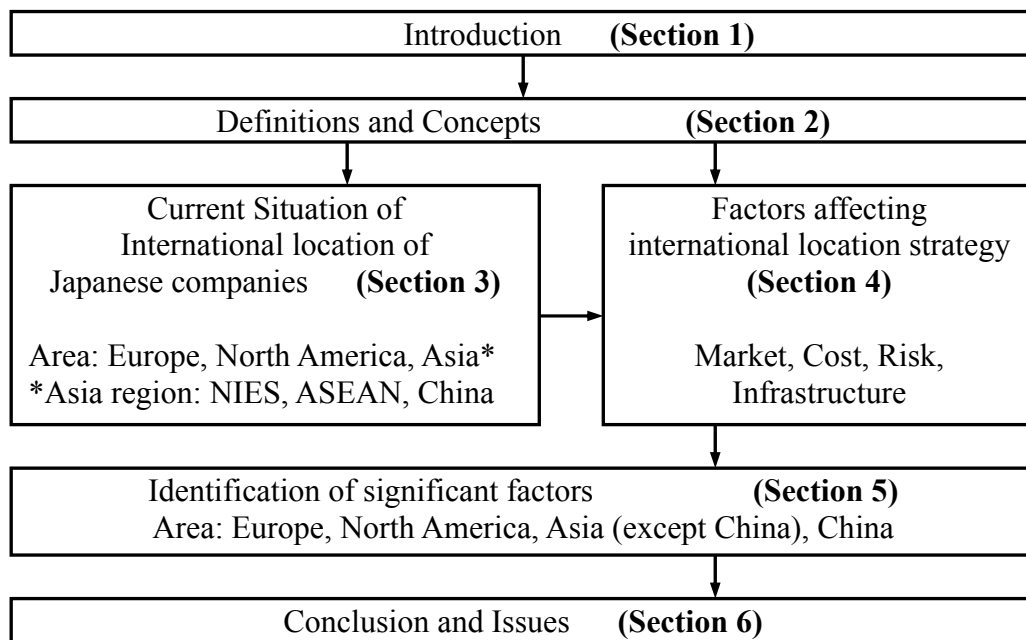 Introduction (Section 1)
Definitions and Concepts (Section 2)
Current Situation of
International location of
Japanese companies (Section 3)
Area: Europe, North America, Asia*
*Asia region: NIES, ASEAN, China
Factors affecting
international location strategy
(Section 4)
Market, Cost, Risk,
Infrastructure
Identification of significant factors (Section 5)
Area: Europe, North America, Asia (except China), China
Conclusion and Issues (Section 6)